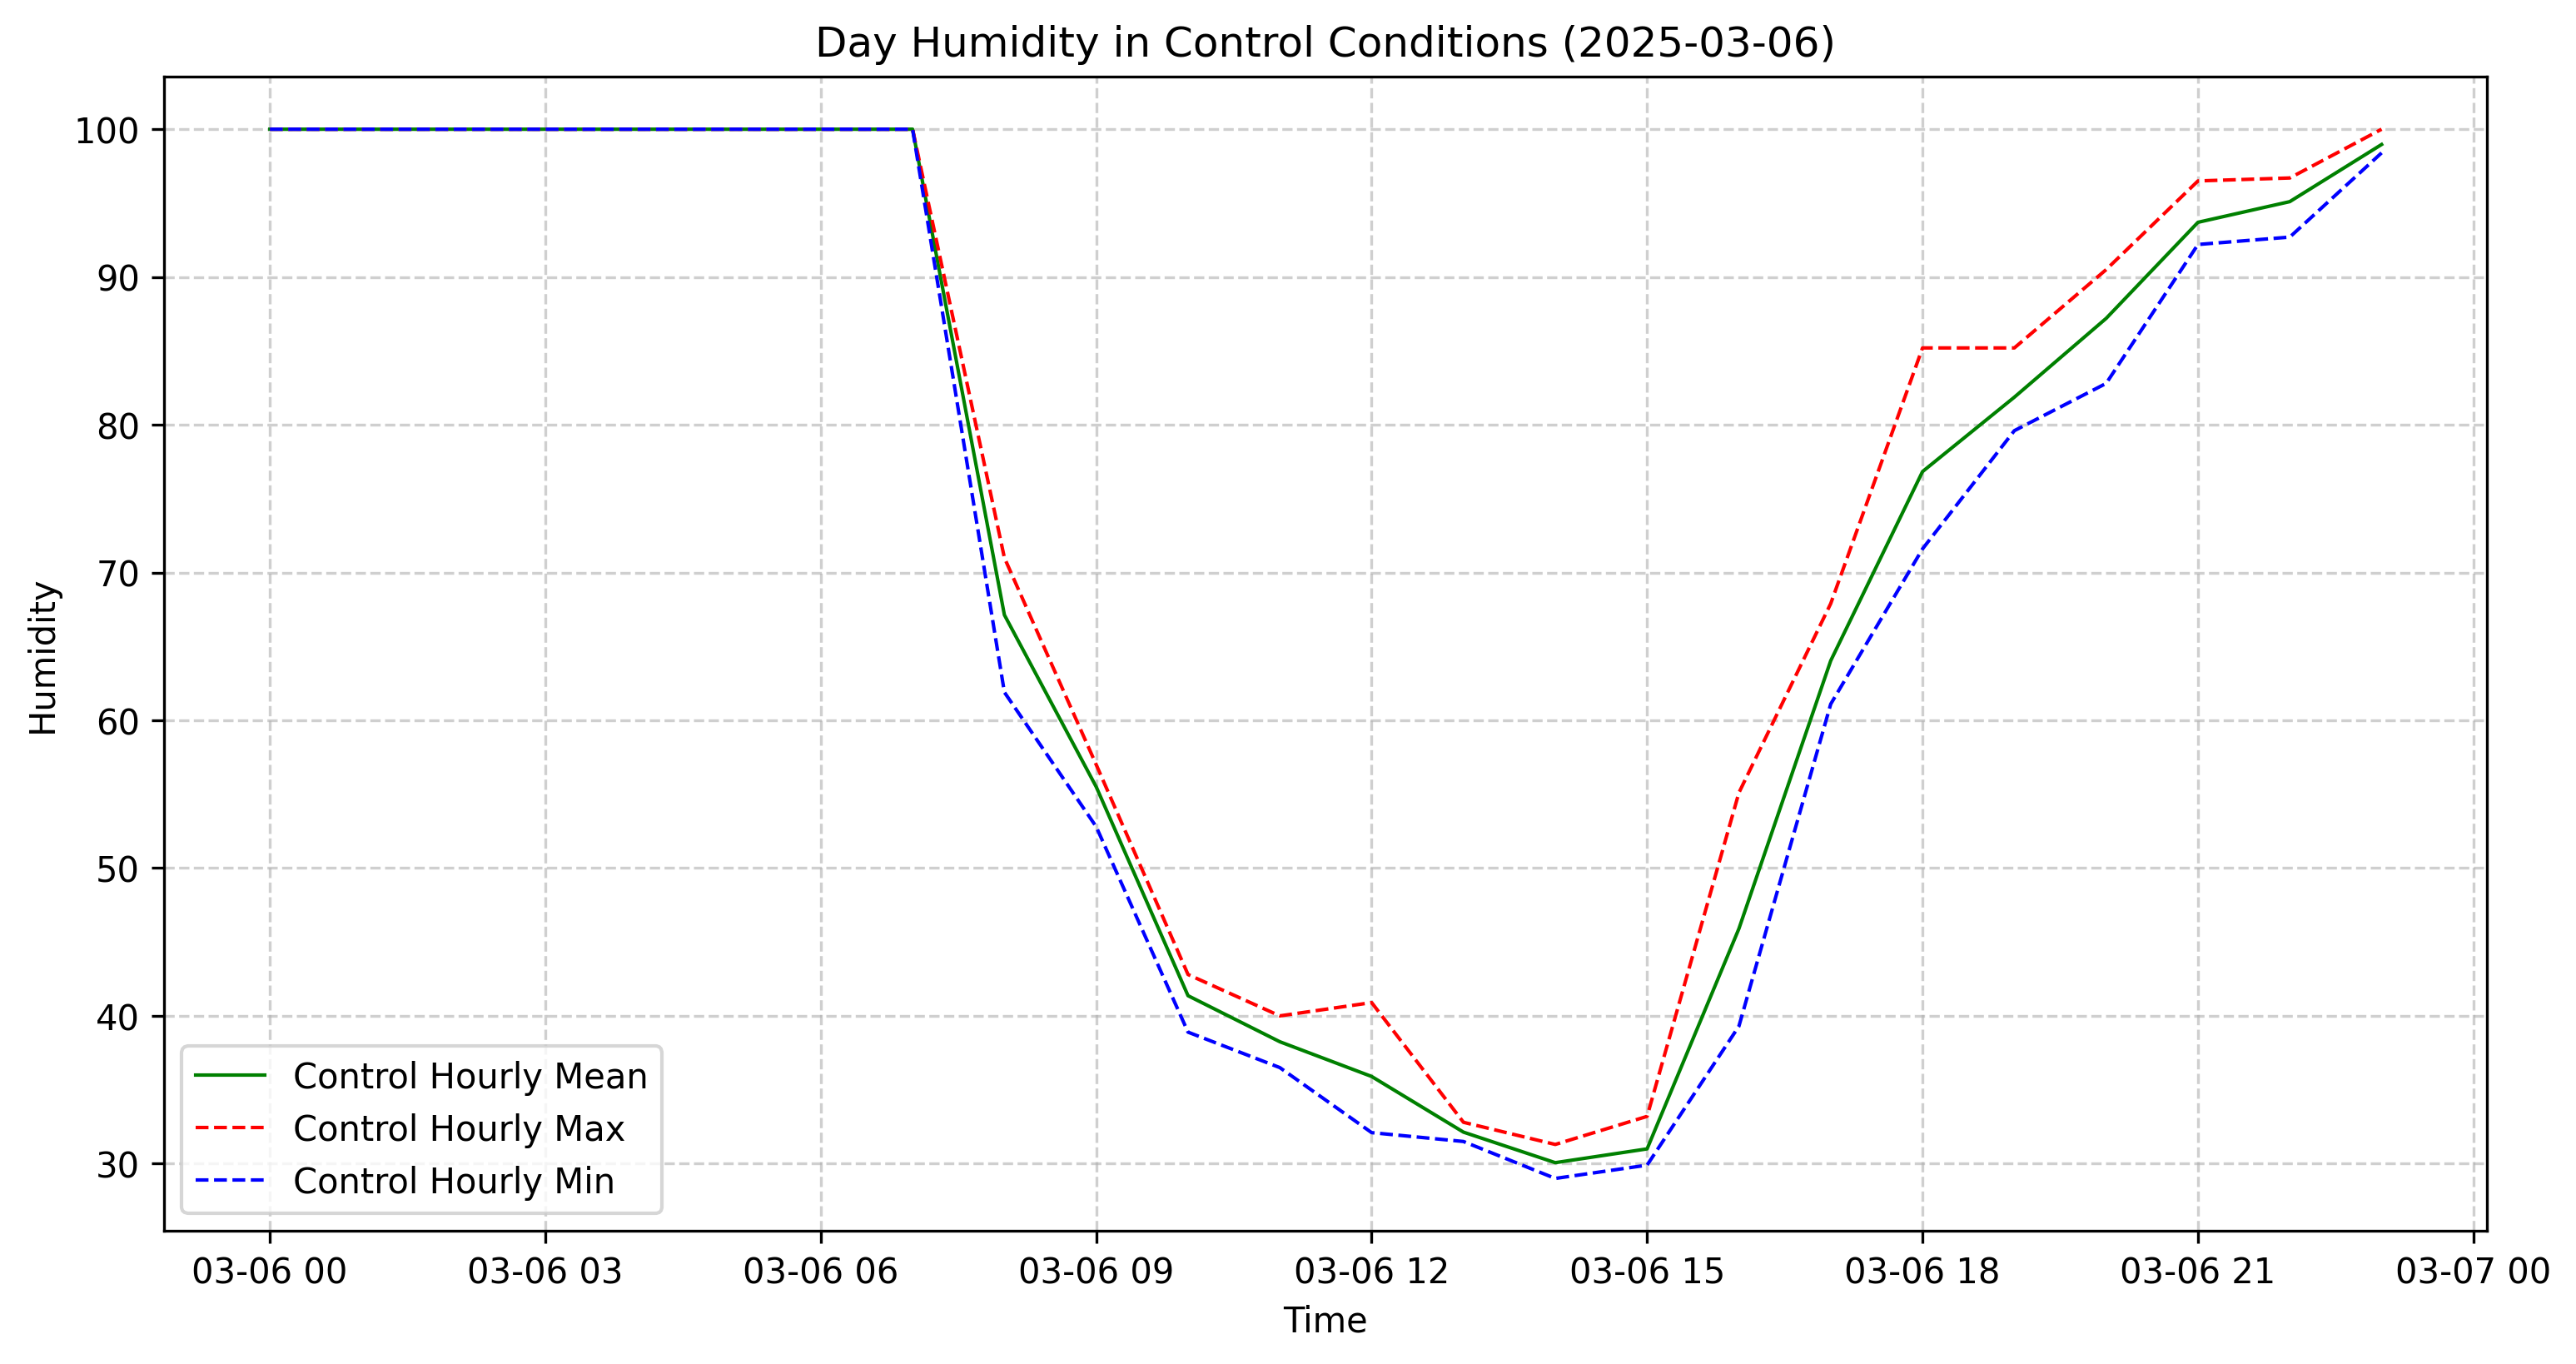 Day Humidity in Control Conditions (2025-03-06)
Humidity
100
90
80
70
60
50
40
30
Control Hourly Mean
Control Hourly Max
Control Hourly Min
03-06 00 03-06 03 03-06 06 03-06 09 03-06 12 03-06 15 03-06 18 03-06 21 03-07 00
Time